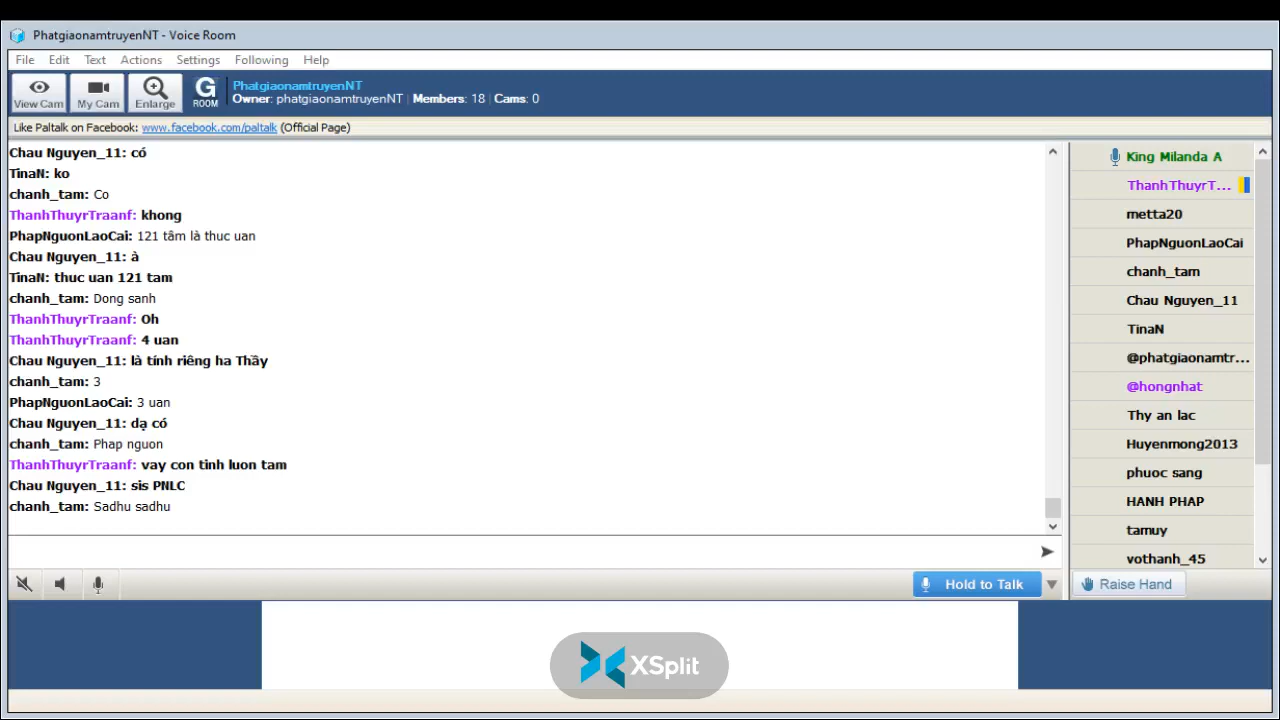 PhatgiaonamtruyenNT - Voice Room
File Edit Text Actions Settings Following Help
View Cam
My Cam
Enlarge
G ROOM
PhatgiaonamtruyenNT
Owner: phatgiaonamtruyenNT | Members: 18 | Cams: 0
Like Paltalk on Facebook: www.facebook.com/paltalk (Official Page)
Chau Nguyen_11: có
TinaN: ko
chanh_tam: Co
ThanhThuyrTraanf: khong
PhapNguonLaoCai: 121 tâm là thuc uan
Chau Nguyen_11: à
TinaN: thuc uan 121 tam
chanh_tam: Dong sanh
ThanhThuyrTraanf: Oh
ThanhThuyrTraanf: 4 uan
Chau Nguyen_11: là tính riêng ha Thầy
chanh_tam: 3
PhapNguonLaoCai: 3 uan
Chau Nguyen_11: dạ có
chanh_tam: Phap nguon
ThanhThuyrTraanf: vay con tinh luon tam
Chau Nguyen_11: sis PNLC
chanh_tam: Sadhu sadhu
Hold to Talk
King Milanda A
ThanhThuyrT...
metta20
PhapNguonLaoCai
chanh_tam
Chau Nguyen_11
TinaN
@phatgiaonamtr...
@hongnhat
Thy an lac
Huyenmong2013
phuoc sang
HANH PHAP
tamuy
vothanh_45
Raise Hand
XSplit